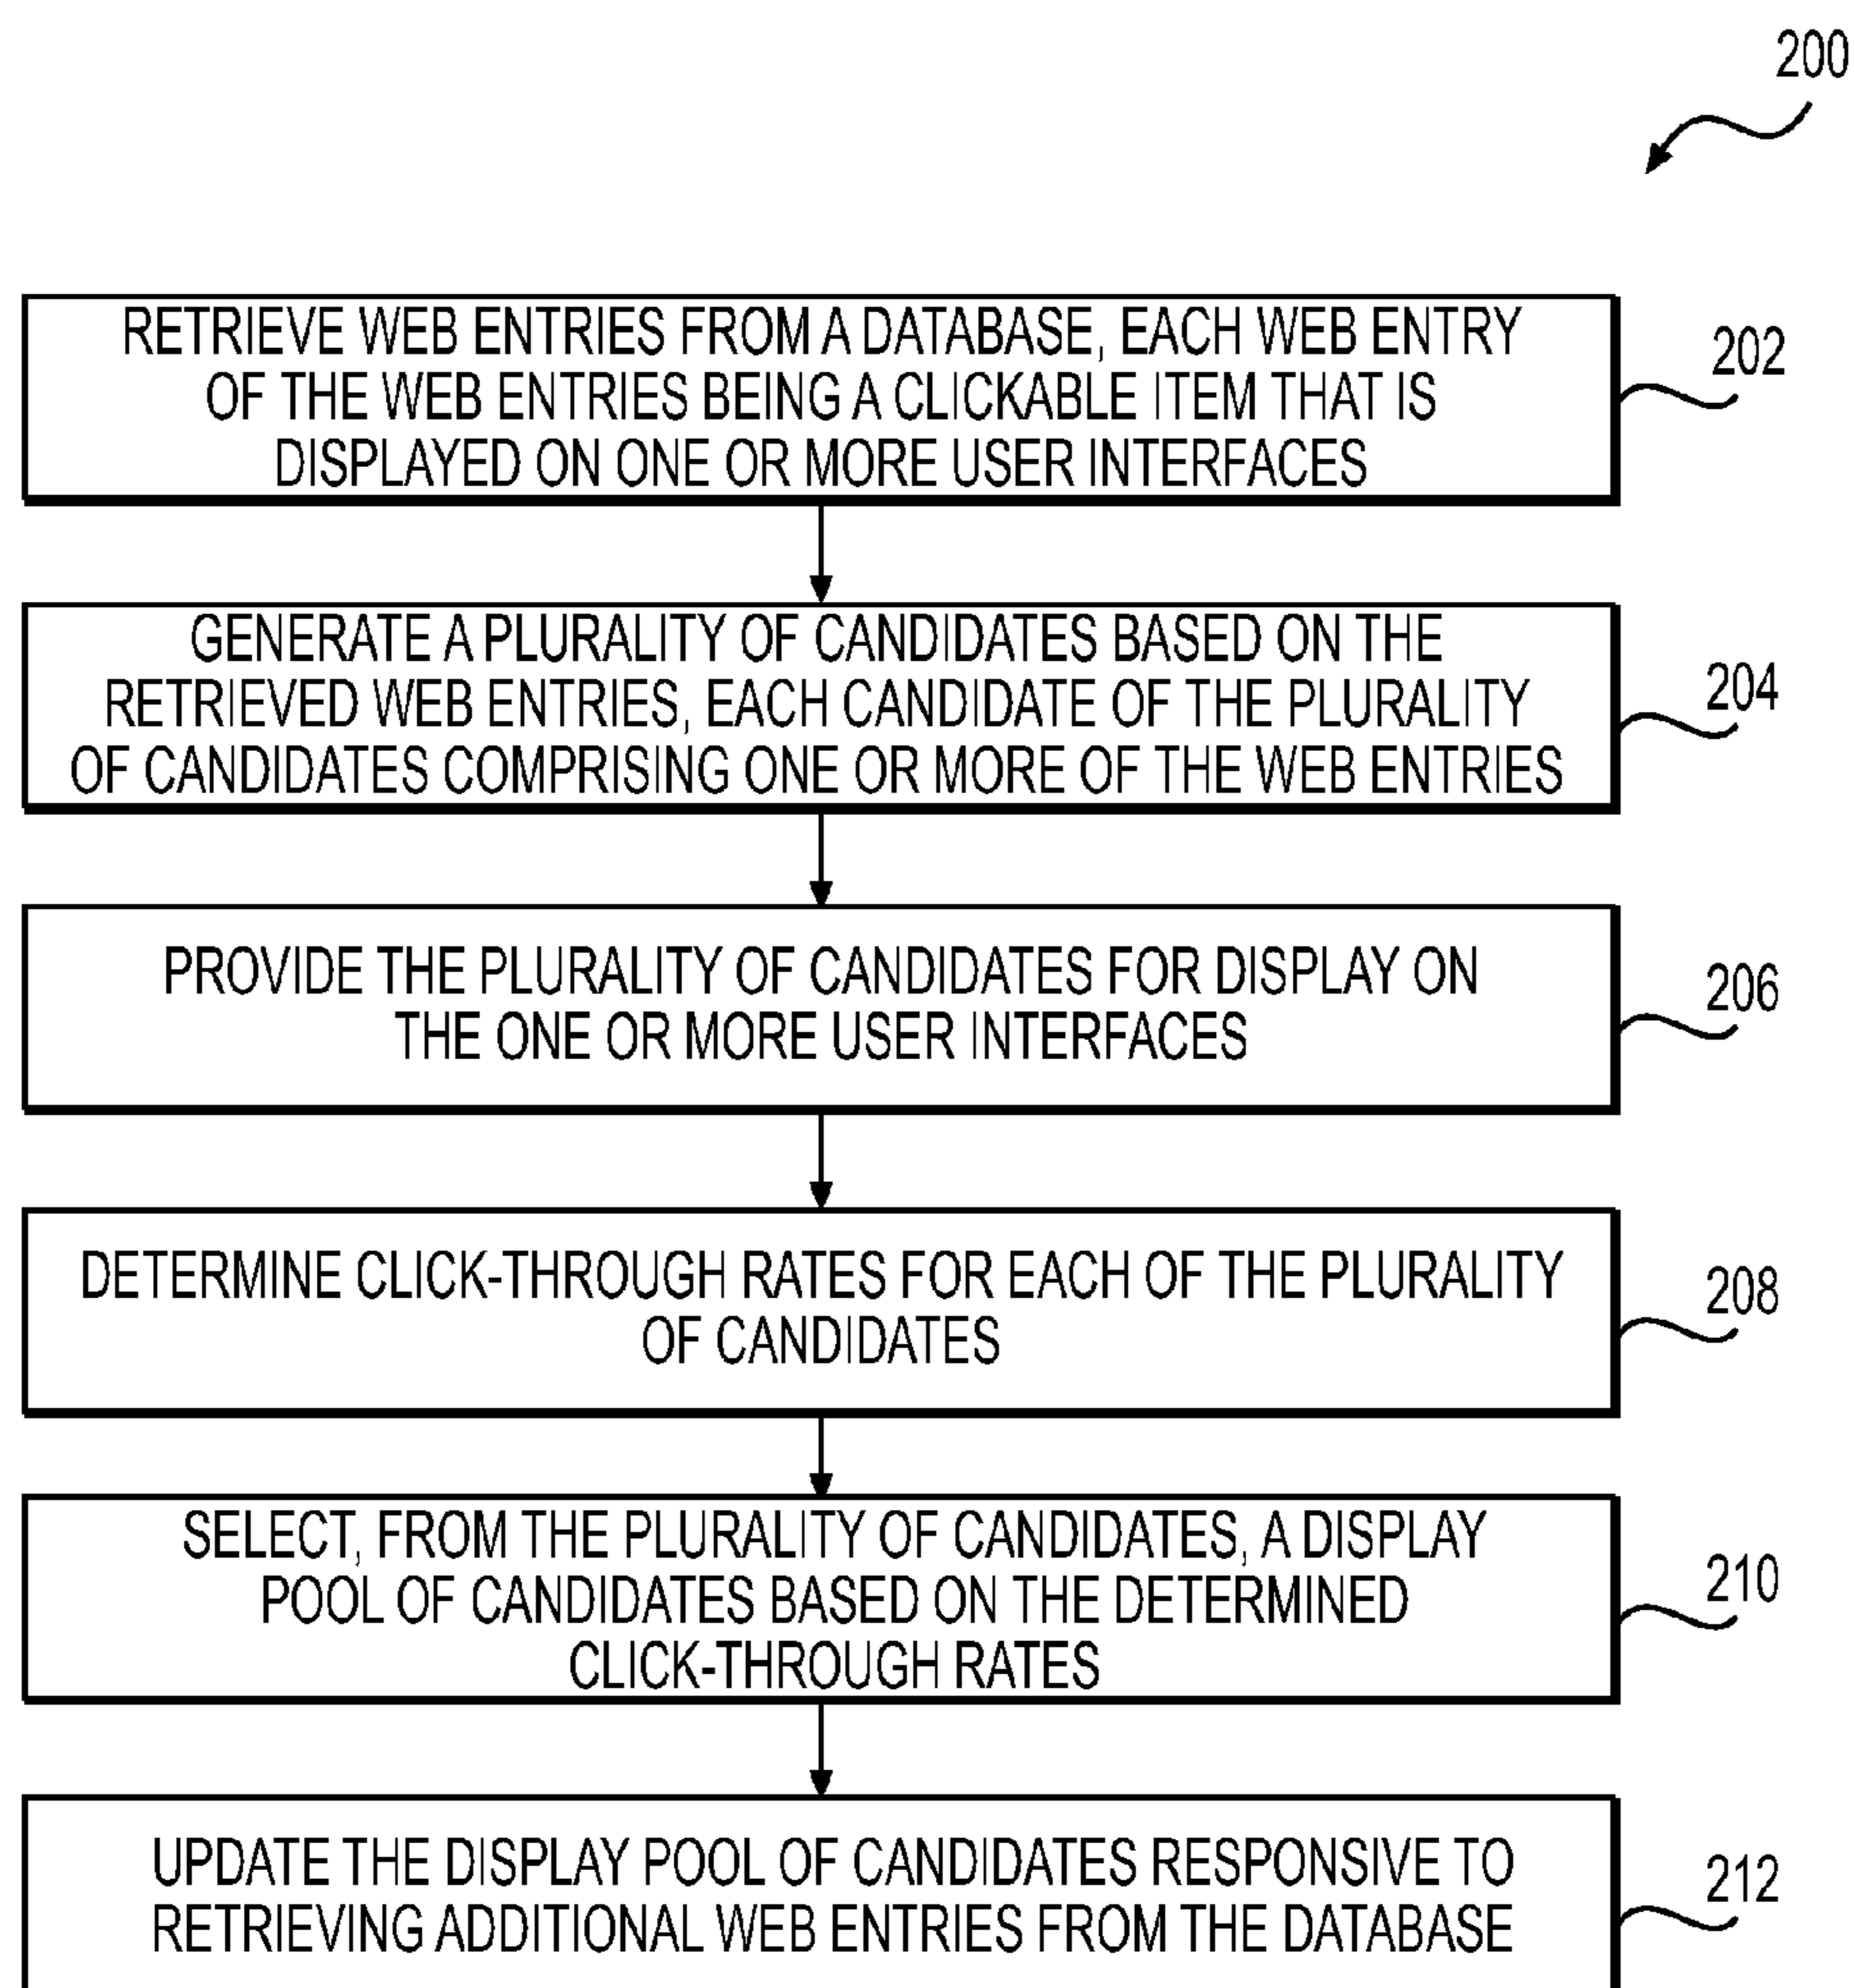 200
RETRIEVE WEB ENTRIES FROM A DATABASE, EACH WEB ENTRY
OF THE WEB ENTRIES BEING A CLICKABLE ITEM THAT IS
DISPLAYED ON ONE OR MORE USER INTERFACES
202
GENERATE A PLURALITY OF CANDIDATES BASED ON THE
RETRIEVED WEB ENTRIES, EACH CANDIDATE OF THE PLURALITY
OF CANDIDATES COMPRISING ONE OR MORE OF THE WEB ENTRIES
204
PROVIDE THE PLURALITY OF CANDIDATES FOR DISPLAY ON
THE ONE OR MORE USER INTERFACES
206
DETERMINE CLICK-THROUGH RATES FOR EACH OF THE PLURALITY
OF CANDIDATES
208
SELECT, FROM THE PLURALITY OF CANDIDATES, A DISPLAY
POOL OF CANDIDATES BASED ON THE DETERMINED
CLICK-THROUGH RATES
210
UPDATE THE DISPLAY POOL OF CANDIDATES RESPONSIVE TO
RETRIEVING ADDITIONAL WEB ENTRIES FROM THE DATABASE
212